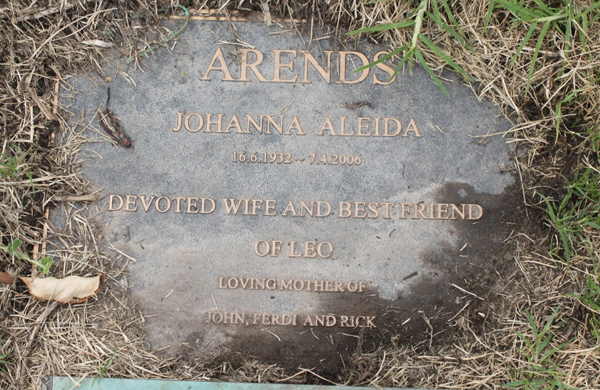 ARENDS
JOHANNA ALEIDA
16.6.1932 ~ 7.4.2006
DEVOTED WIFE AND BEST FRIEND
OF LEO
LOVING MOTHER OF
JOHN, FERDI AND RICK